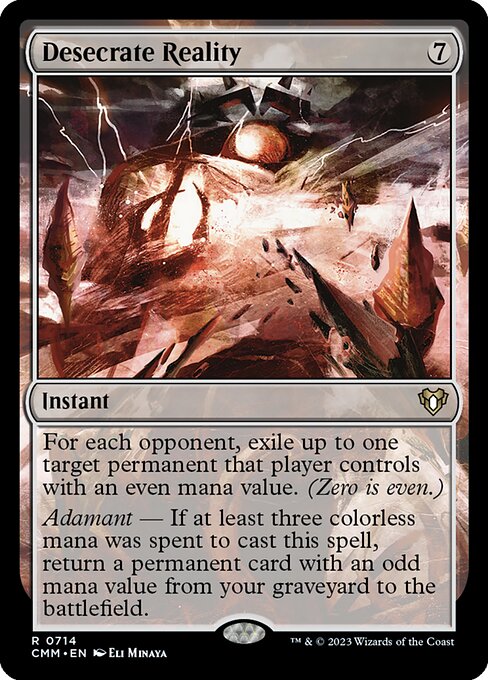 Desecrate Reality 7
Instant
For each opponent, exile up to one
target permanent that player controls
with an even mana value. (Zero is even.)
Adamant — If at least three colorless
mana was spent to cast this spell,
return a permanent card with an odd
mana value from your graveyard to the
battlefield.
R 0714
CMM • EN Eli Minaya
™ & © 2023 Wizards of the Coast